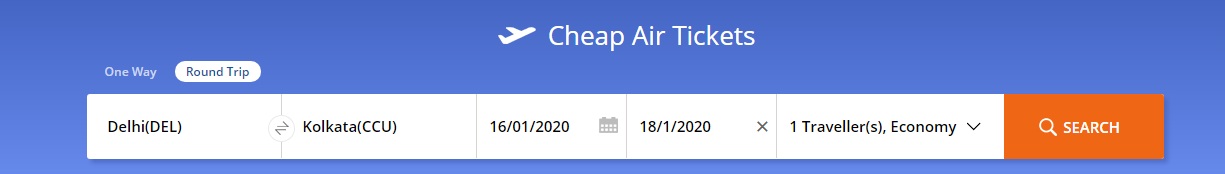 Cheap Air Tickets
One Way Round Trip
Delhi(DEL) Kolkata(CCU) 16/01/2020 18/1/2020 1 Traveller(s), Economy SEARCH